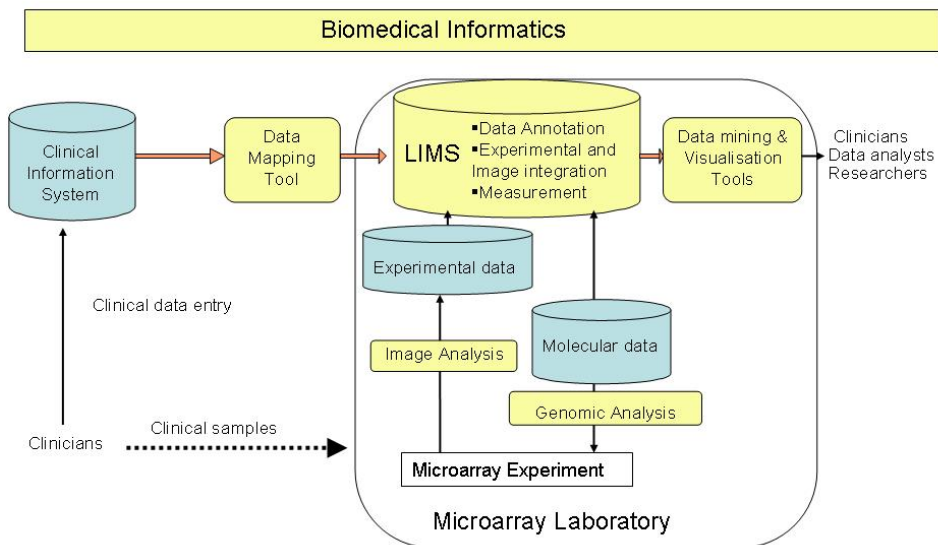 Biomedical Informatics
Clinical
Information
System
Data
Mapping
Tool
LIMS
▪Data Annotation
▪Experimental and
Image integration
▪Measurement
Data mining &
Visualisation
Tools
Clinicians
Data analysts
Researchers
Experimental data
Clinical data entry
Image Analysis
Molecular data
Genomic Analysis
Clinicians
Clinical samples
Microarray Experiment
Microarray Laboratory